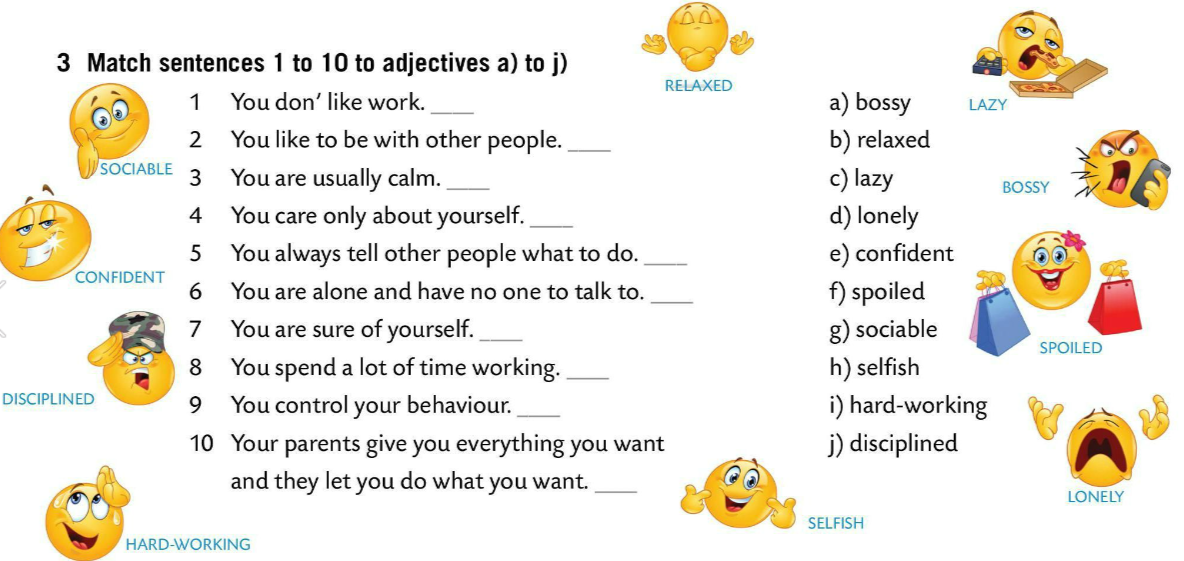 3 Match sentences 1 to 10 to adjectives a) to j)
RELAXED
LAZY
SOCIABLE
CONFIDENT
DISCIPLINED
HARD-WORKING
1 You don’ like work. ____
2 You like to be with other people. ____
3 You are usually calm. ____
4 You care only about yourself. ____
5 You always tell other people what to do. ____
6 You are alone and have no one to talk to. ____
7 You are sure of yourself. ____
8 You spend a lot of time working. ____
9 You control your behaviour. ____
10 Your parents give you everything you want
and they let you do what you want. ____
a) bossy
b) relaxed
c) lazy
d) lonely
e) confident
f) spoiled
g) sociable
h) selfish
i) hard-working
j) disciplined
BOSSY
SPOILED
LONELY
SELFISH